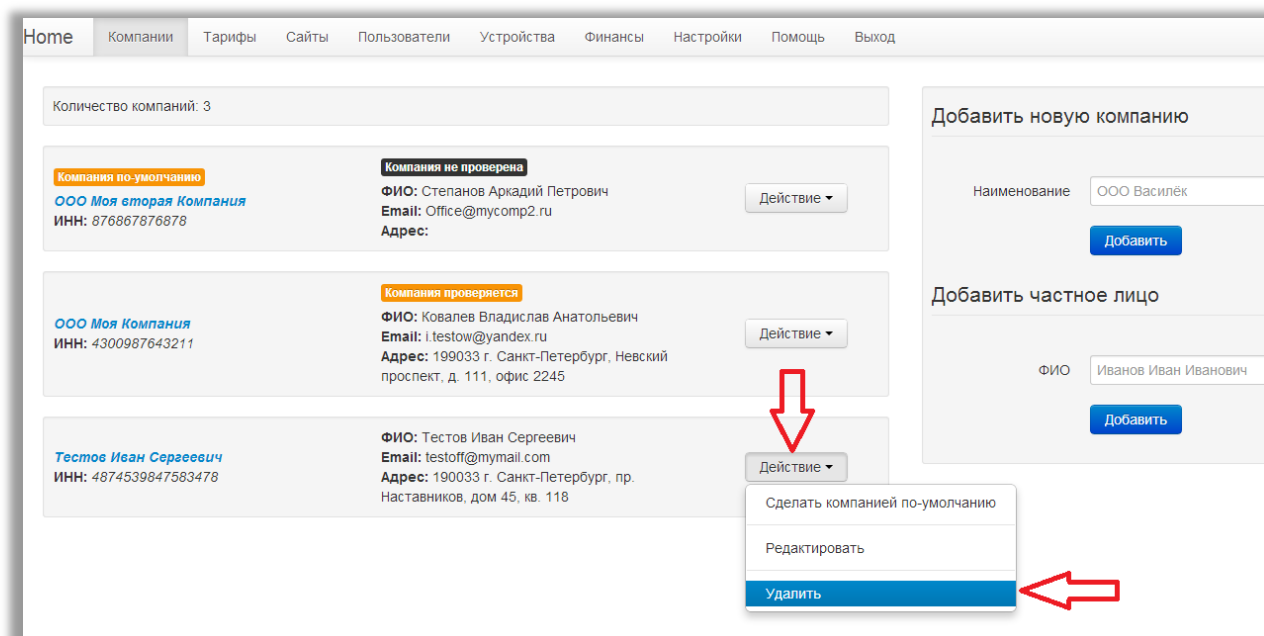 Home Компании Тарифы Сайты Пользователи Устройства Финансы Настройки Помощь Выход
Количество компаний: 3
Компания по-умолчанию
ООО Моя вторая Компания
ИНН: 876867876878
Компания не проверена
ФИО: Степанов Аркадий Петрович
Email: Office@mycomp2.ru
Адрес:
Действие
ООО Моя Компания
ИНН: 4300987643211
Компания проверяется
ФИО: Ковалев Владислав Анатольевич
Email: i.testow@yandex.ru
Адрес: 199033 г. Санкт-Петербург, Невский
проспект, д. 111, офис 2245
Действие
Тестов Иван Сергеевич
ИНН: 4874539847583478
ФИО: Тестов Иван Сергеевич
Email: testoff@mymail.com
Адрес: 190033 г. Санкт-Петербург, пр.
Наставников, дом 45, кв. 118
Действие
Сделать компанией по-умолчанию
Редактировать
Удалить
Добавить новую компанию
Наименование ООО Василёк
Добавить
Добавить частное лицо
ФИО Иванов Иван Иванович
Добавить